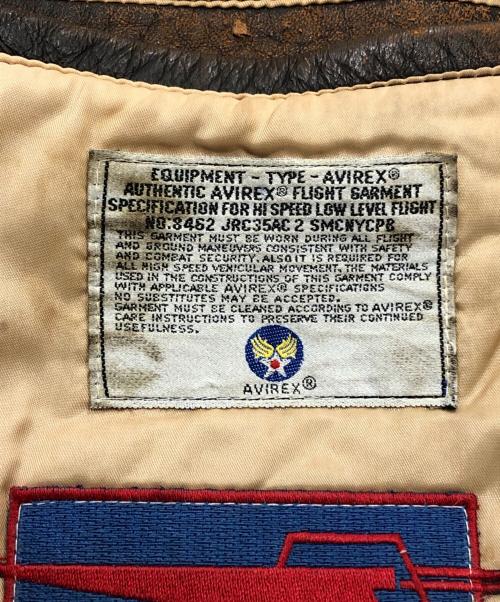 EQUIPMENT - TYPE - AVIREX®
AUTHENTIC AVIREX® FLIGHT GARMENT
SPECIFICATION FOR HI SPEED LOW LEVEL FLIGHT
NO.8462 JRC35AC 2 SMCNYCPB
THIS GARMENT MUST BE WORN DURING ALL FLIGHT
AND GROUND MANEUVERS CONSISTENT WITH SAFETY
AND COMBAT SECURITY. ALSO IT IS REQUIRED FOR
ALL HIGH SPEED VEHICULAR MOVEMENT. THE MATERIALS
USED IN THE CONSTRUCTIONS OF THIS GARMENT COMPLY
WITH APPLICABLE AVIREX® SPECIFICATIONS
NO SUBSTITUTES MAY BE ACCEPTED.
GARMENT MUST BE CLEANED ACCORDING TO AVIREX®
CARE INSTRUCTIONS TO PRESERVE THEIR CONTINUED
USEFULNESS.
AVIREX®